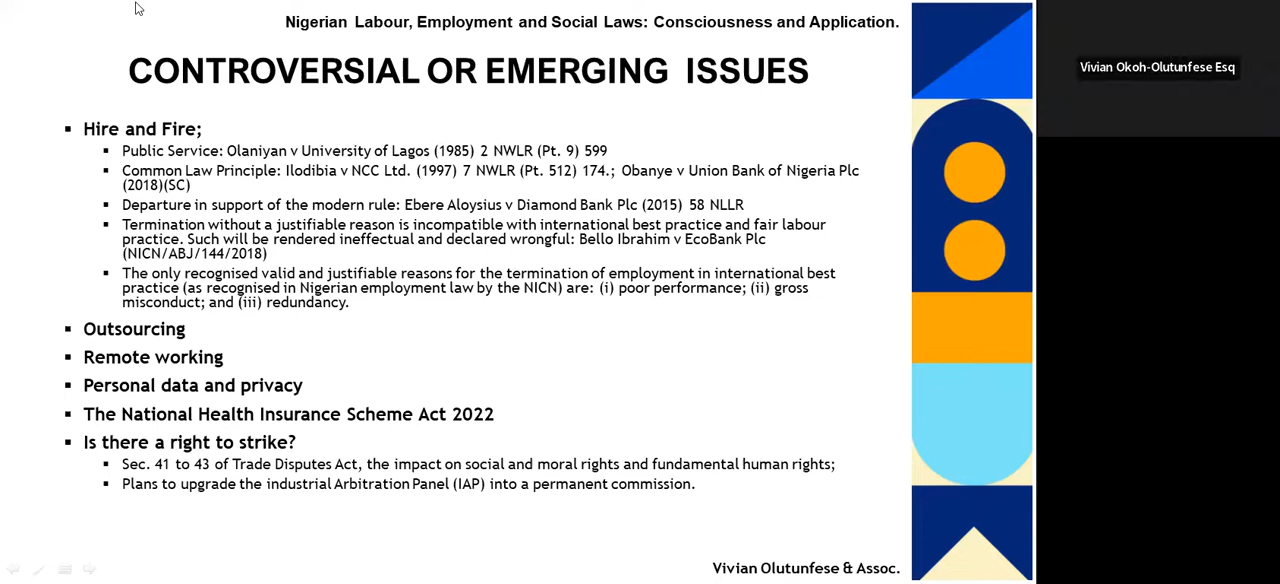 Nigerian Labour, Employment and Social Laws: Consciousness and Application.
CONTROVERSIAL OR EMERGING ISSUES
Vivian Okoh-Olutunfese Esq
▪ Hire and Fire;
▪ Public Service: Olaniyan v University of Lagos (1985) 2 NWLR (Pt. 9) 599
▪ Common Law Principle: Ilodibia v NCC Ltd. (1997) 7 NWLR (Pt. 512) 174.; Obanye v Union Bank of Nigeria Plc
(2018)(SC)
▪ Departure in support of the modern rule: Ebere Aloysius v Diamond Bank Plc (2015) 58 NLLR
▪ Termination without a justifiable reason is incompatible with international best practice and fair labour
practice. Such will be rendered ineffectual and declared wrongful: Bello Ibrahim v EcoBank Plc
(NICN/ABJ/144/2018)
▪ The only recognised valid and justifiable reasons for the termination of employment in international best
practice (as recognised in Nigerian employment law by the NICN) are: (i) poor performance; (ii) gross
misconduct; and (iii) redundancy.
▪ Outsourcing
▪ Remote working
▪ Personal data and privacy
▪ The National Health Insurance Scheme Act 2022
▪ Is there a right to strike?
▪ Sec. 41 to 43 of Trade Disputes Act, the impact on social and moral rights and fundamental human rights;
▪ Plans to upgrade the industrial Arbitration Panel (IAP) into a permanent commission.
Vivian Olutunfese & Assoc.